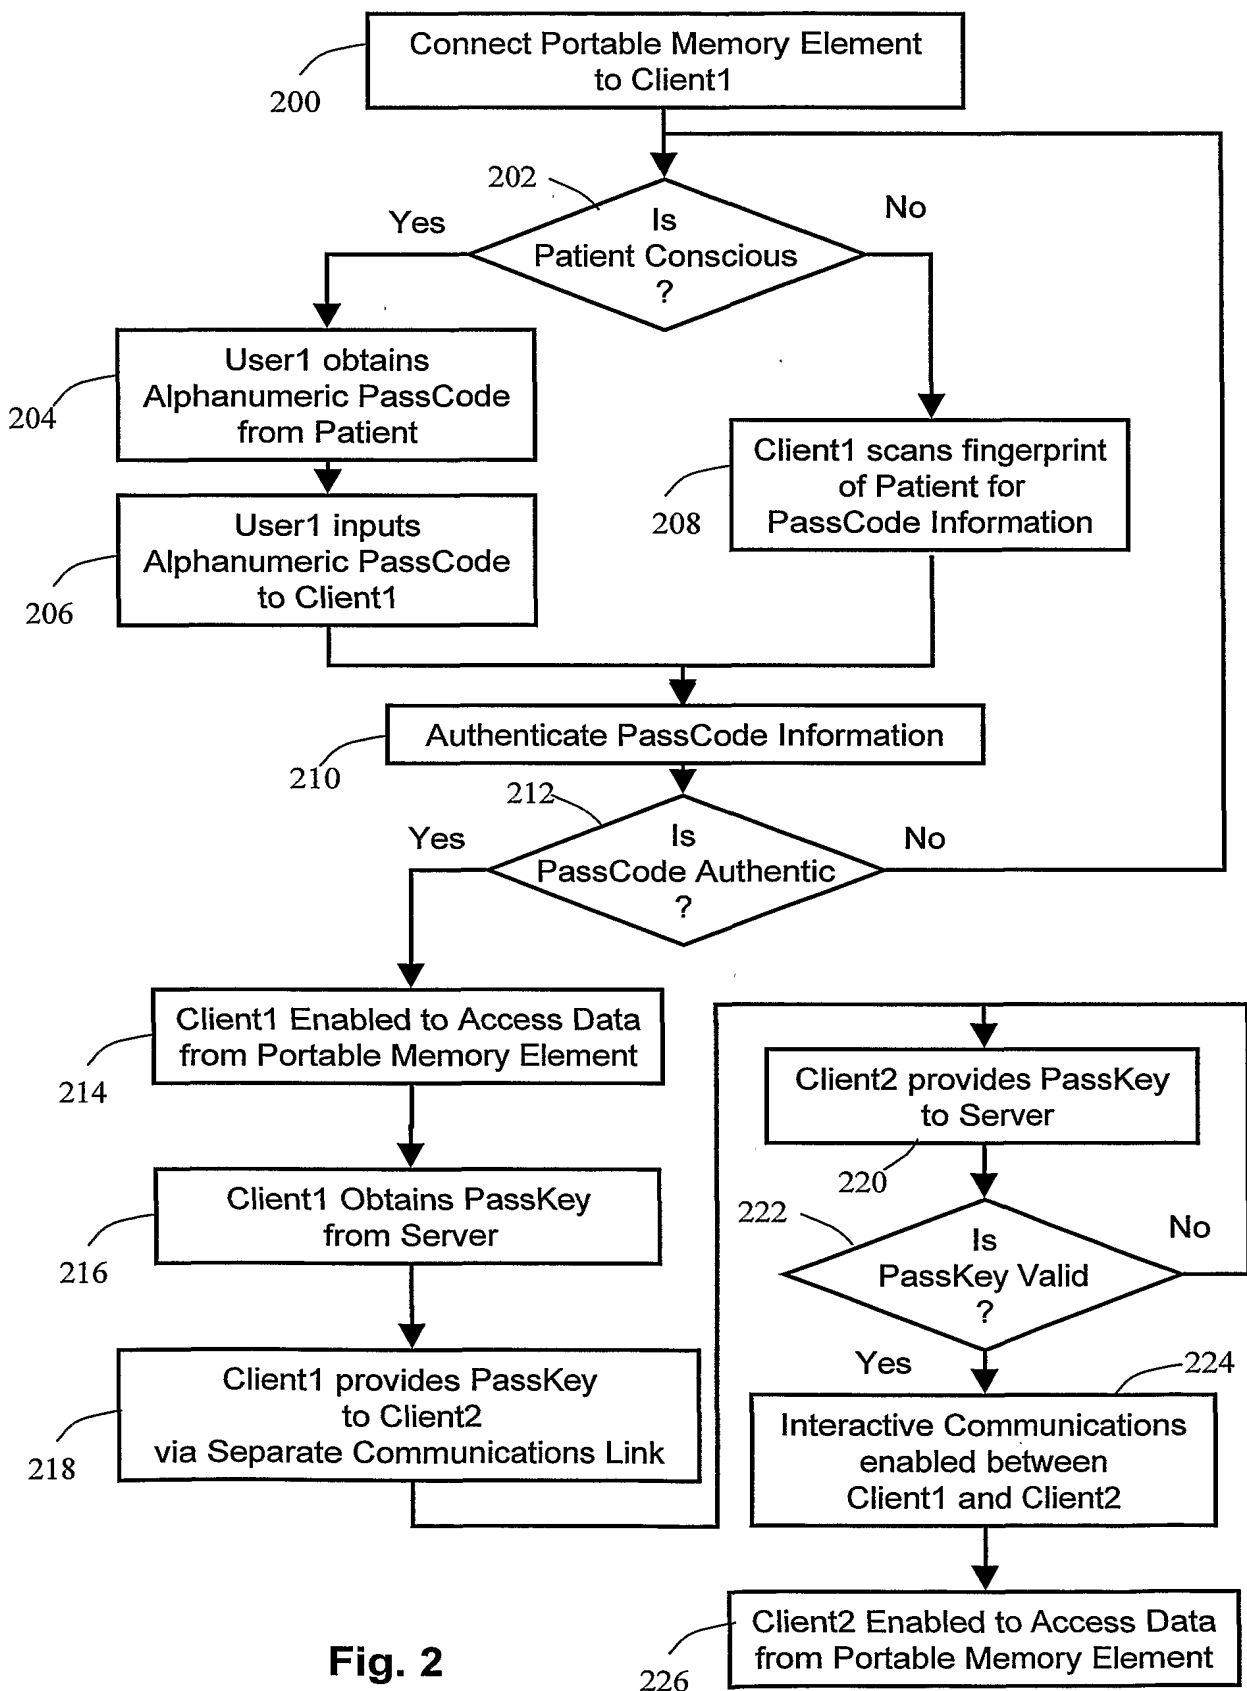 Connect Portable Memory Element
to Client1
200
202
Yes
No
Is
Patient Conscious
?
User1 obtains
Alphanumeric PassCode
from Patient
204
Client1 scans fingerprint
of Patient for
PassCode Information
208
User1 inputs
Alphanumeric PassCode
to Client1
206
Authenticate PassCode Information
210
212
Yes
No
Is
PassCode Authentic
?
Client1 Enabled to Access Data
from Portable Memory Element
214
Client1 Obtains PassKey
from Server
216
Client1 provides PassKey
to Client2
via Separate Communications Link
218
Client2 provides PassKey
to Server
220
222
No
Is
PassKey Valid
?
Yes
224
Interactive Communications
enabled between
Client1 and Client2
Client2 Enabled to Access Data
from Portable Memory Element
226
Fig. 2